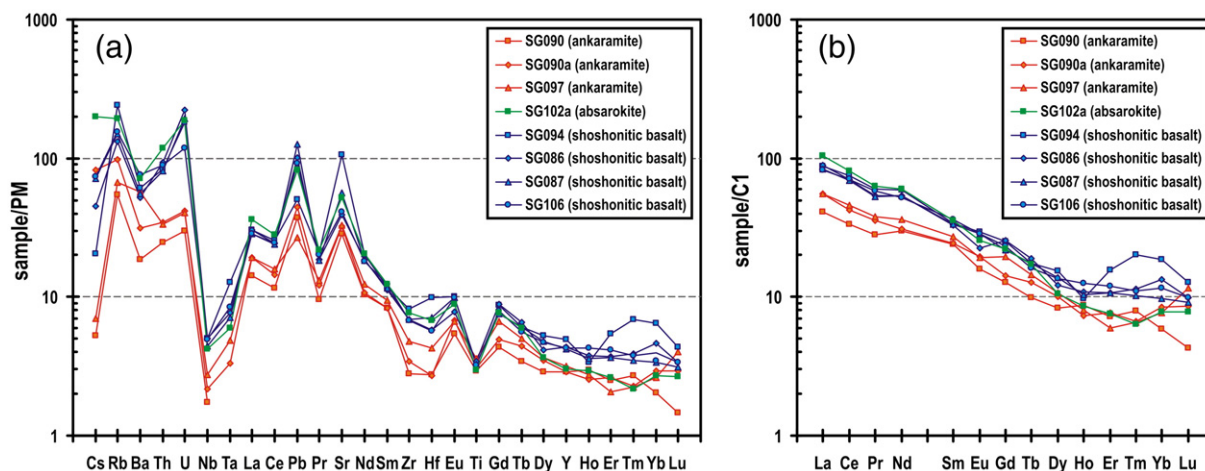 (a)
sample/PM
1000
100
10
1
SG090 (ankaramite)
SG090a (ankaramite)
SG097 (ankaramite)
SG102a (absarokite)
SG094 (shoshonitic basalt)
SG086 (shoshonitic basalt)
SG087 (shoshonitic basalt)
SG106 (shoshonitic basalt)
Cs Rb Ba Th U Nb Ta La Ce Pb Pr Sr Nd Sm Zr Hf Eu Ti Gd Tb Dy Y Ho Er Tm Yb Lu
(b)
sample/C1
1000
100
10
1
SG090 (ankaramite)
SG090a (ankaramite)
SG097 (ankaramite)
SG102a (absarokite)
SG094 (shoshonitic basalt)
SG086 (shoshonitic basalt)
SG087 (shoshonitic basalt)
SG106 (shoshonitic basalt)
La Ce Pr Nd Sm Eu Gd Tb Dy Ho Er Tm Yb Lu